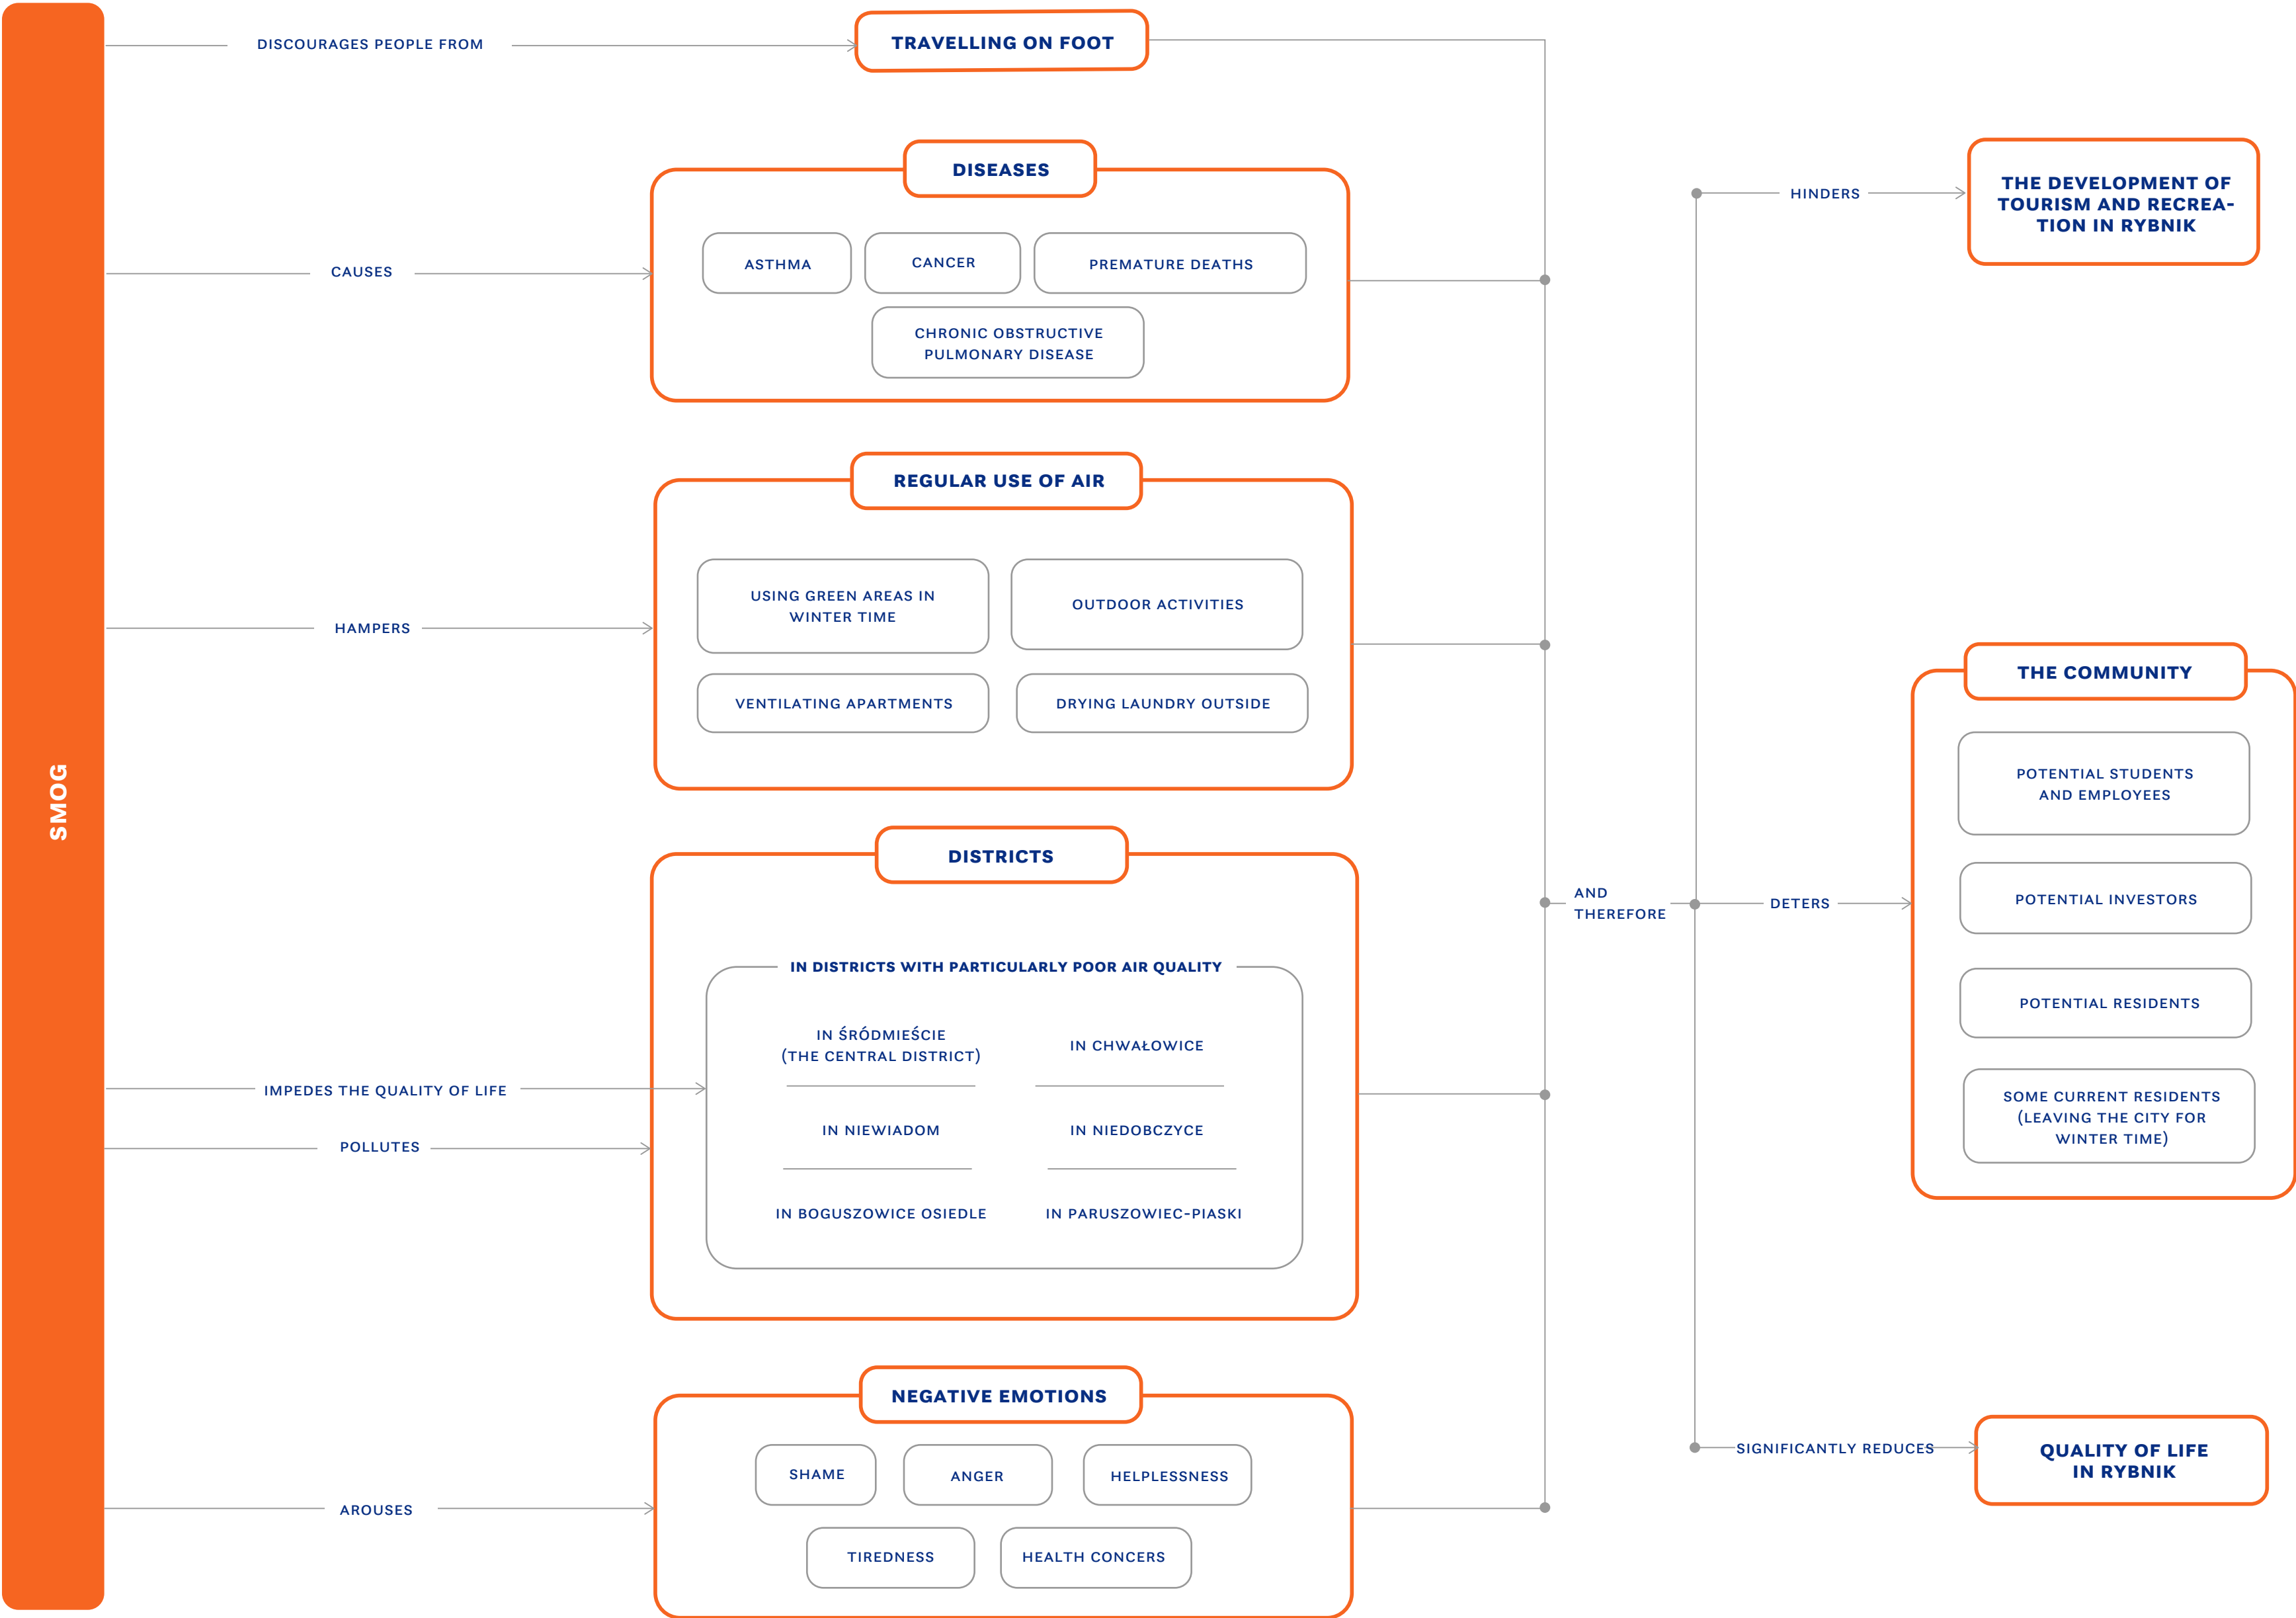 SMOG
DISCOURAGES PEOPLE FROM
TRAVELLING ON FOOT
CAUSES
DISEASES
ASTHMA
CANCER
PREMATURE DEATHS
CHRONIC OBSTRUCTIVE
PULMONARY DISEASE
HAMPERS
REGULAR USE OF AIR
USING GREEN AREAS IN
WINTER TIME
OUTDOOR ACTIVITIES
VENTILATING APARTMENTS
DRYING LAUNDRY OUTSIDE
IMPEDES THE QUALITY OF LIFE
POLLUTES
DISTRICTS
IN DISTRICTS WITH PARTICULARLY POOR AIR QUALITY
IN ŚRÓDMIEŚCIE
(THE CENTRAL DISTRICT)
IN CHWAŁOWICE
IN NIEWIADOM
IN NIEDOBCZYCE
IN BOGUSZOWICE OSIEDLE
IN PARUSZOWIEC-PIASKI
AROUSES
NEGATIVE EMOTIONS
SHAME
ANGER
HELPLESSNESS
TIREDNESS
HEALTH CONCERS
AND
THEREFORE
HINDERS
THE DEVELOPMENT OF
TOURISM AND RECREA-
TION IN RYBNIK
DETERS
THE COMMUNITY
POTENTIAL STUDENTS
AND EMPLOYEES
POTENTIAL INVESTORS
POTENTIAL RESIDENTS
SOME CURRENT RESIDENTS
(LEAVING THE CITY FOR
WINTER TIME)
SIGNIFICANTLY REDUCES
QUALITY OF LIFE
IN RYBNIK